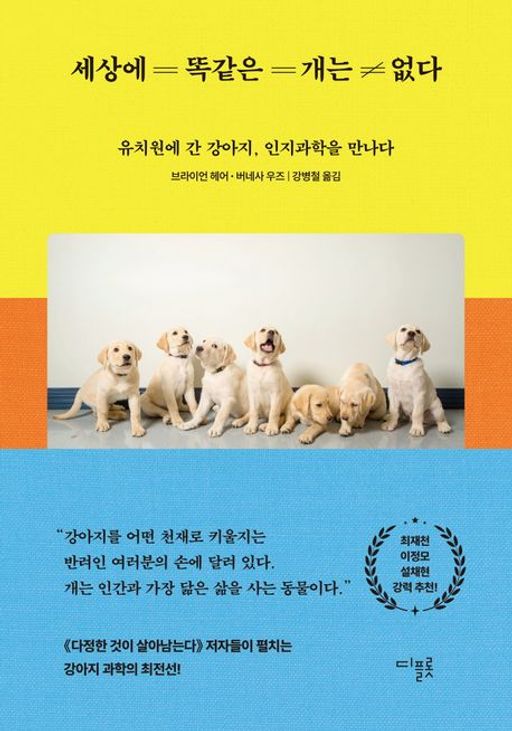 세상에 = 똑같은 = 개는 ≠ 없다
유치원에 간 강아지, 인지과학을 만나다
브라이언 헤어 · 버네사 우즈 | 강병철 옮김
“강아지를 어떤 천재로 키울지는
반려인 여러분의 손에 달려 있다.
개는 인간과 가장 닮은 삶을 사는 동물이다.”
최재천
이정모
설채현
강력 추천!
《다정한 것이 살아남는다》 저자들이 펼치는
강아지 과학의 최전선!
디플롯